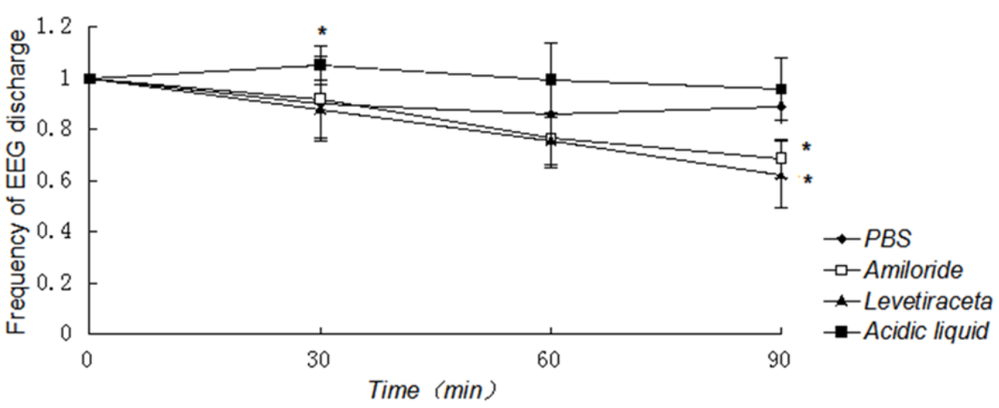 Frequency of EEG discharge
1.2
1
0.8
0.6
0.4
0.2
0
0 30 60 90
Time（min）
*
*
*
PBS
Amiloride
Levetiraceta
Acidic liquid